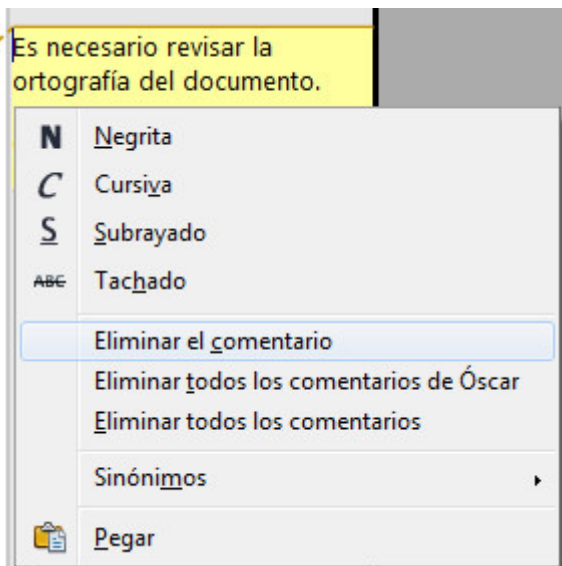 Es necesario revisar la
ortografía del documento.
N Negrita
C Cursiva
S Subrayado
ABC Tachado
Eliminar el comentario
Eliminar todos los comentarios de Óscar
Eliminar todos los comentarios
Sinónimos
Pegar